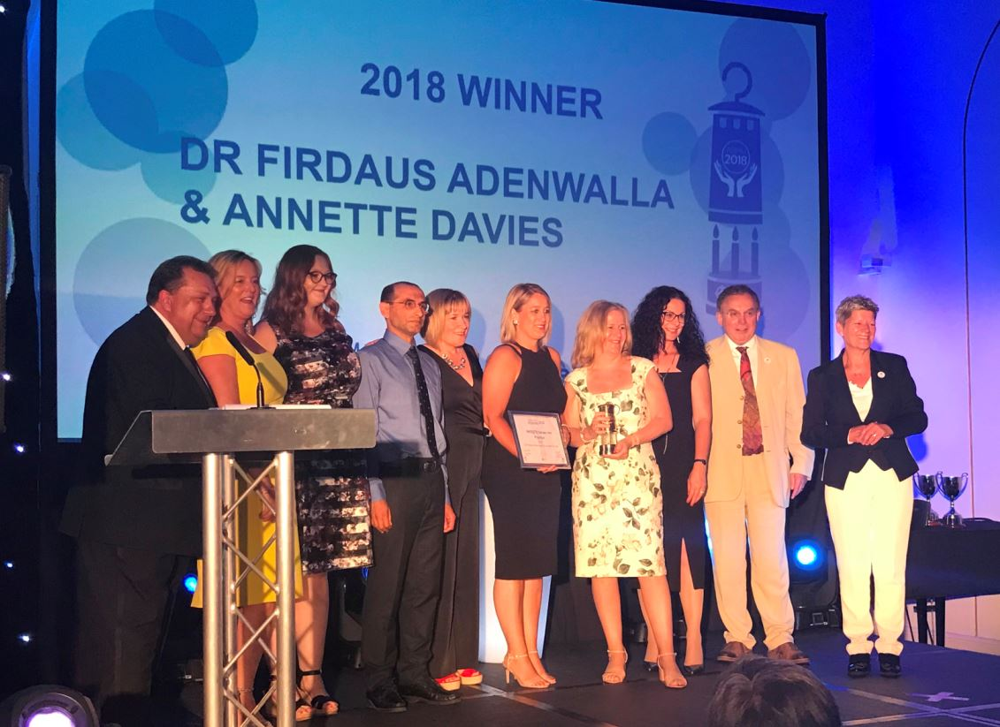 2018 WINNER
2018
DR FIRDAUS ADENWALLA
& ANNETTE DAVIES